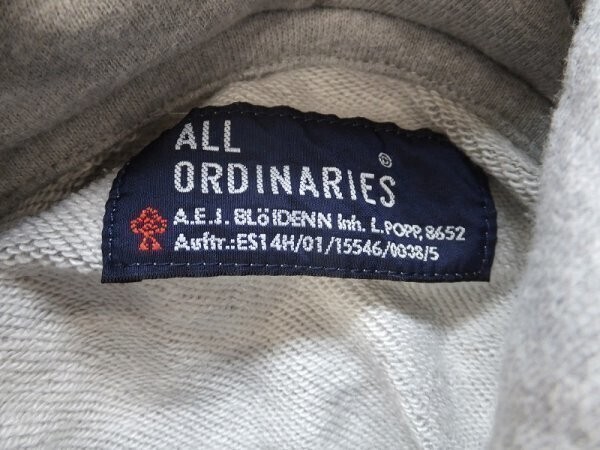 ALL
ORDINARIES®
A.E.I. BLöIDENN Inh. L.POPP, 8652
Auftr.:ES14H/01/15546/0038/5